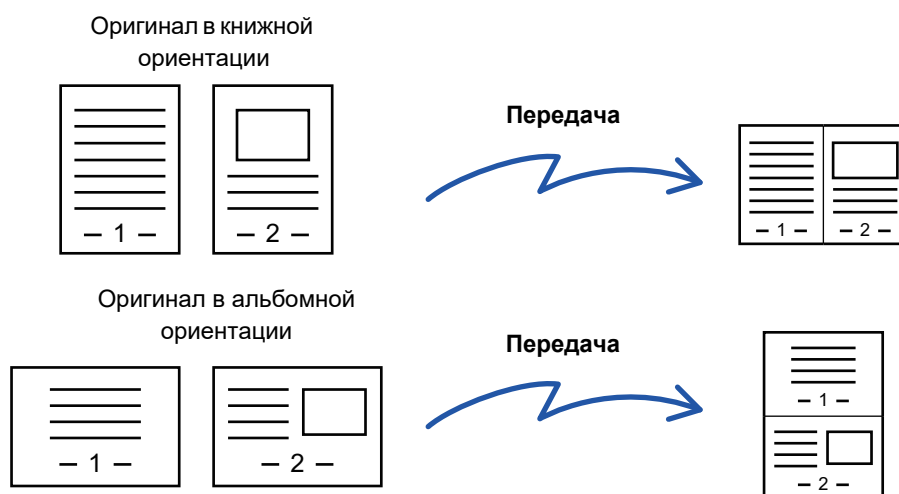 Оригинал в книжной
ориентации
Передача
– 1 –
– 2 –
– 1 –
– 2 –
Оригинал в альбомной
ориентации
Передача
– 1 –
– 2 –
– 1 –
– 2 –